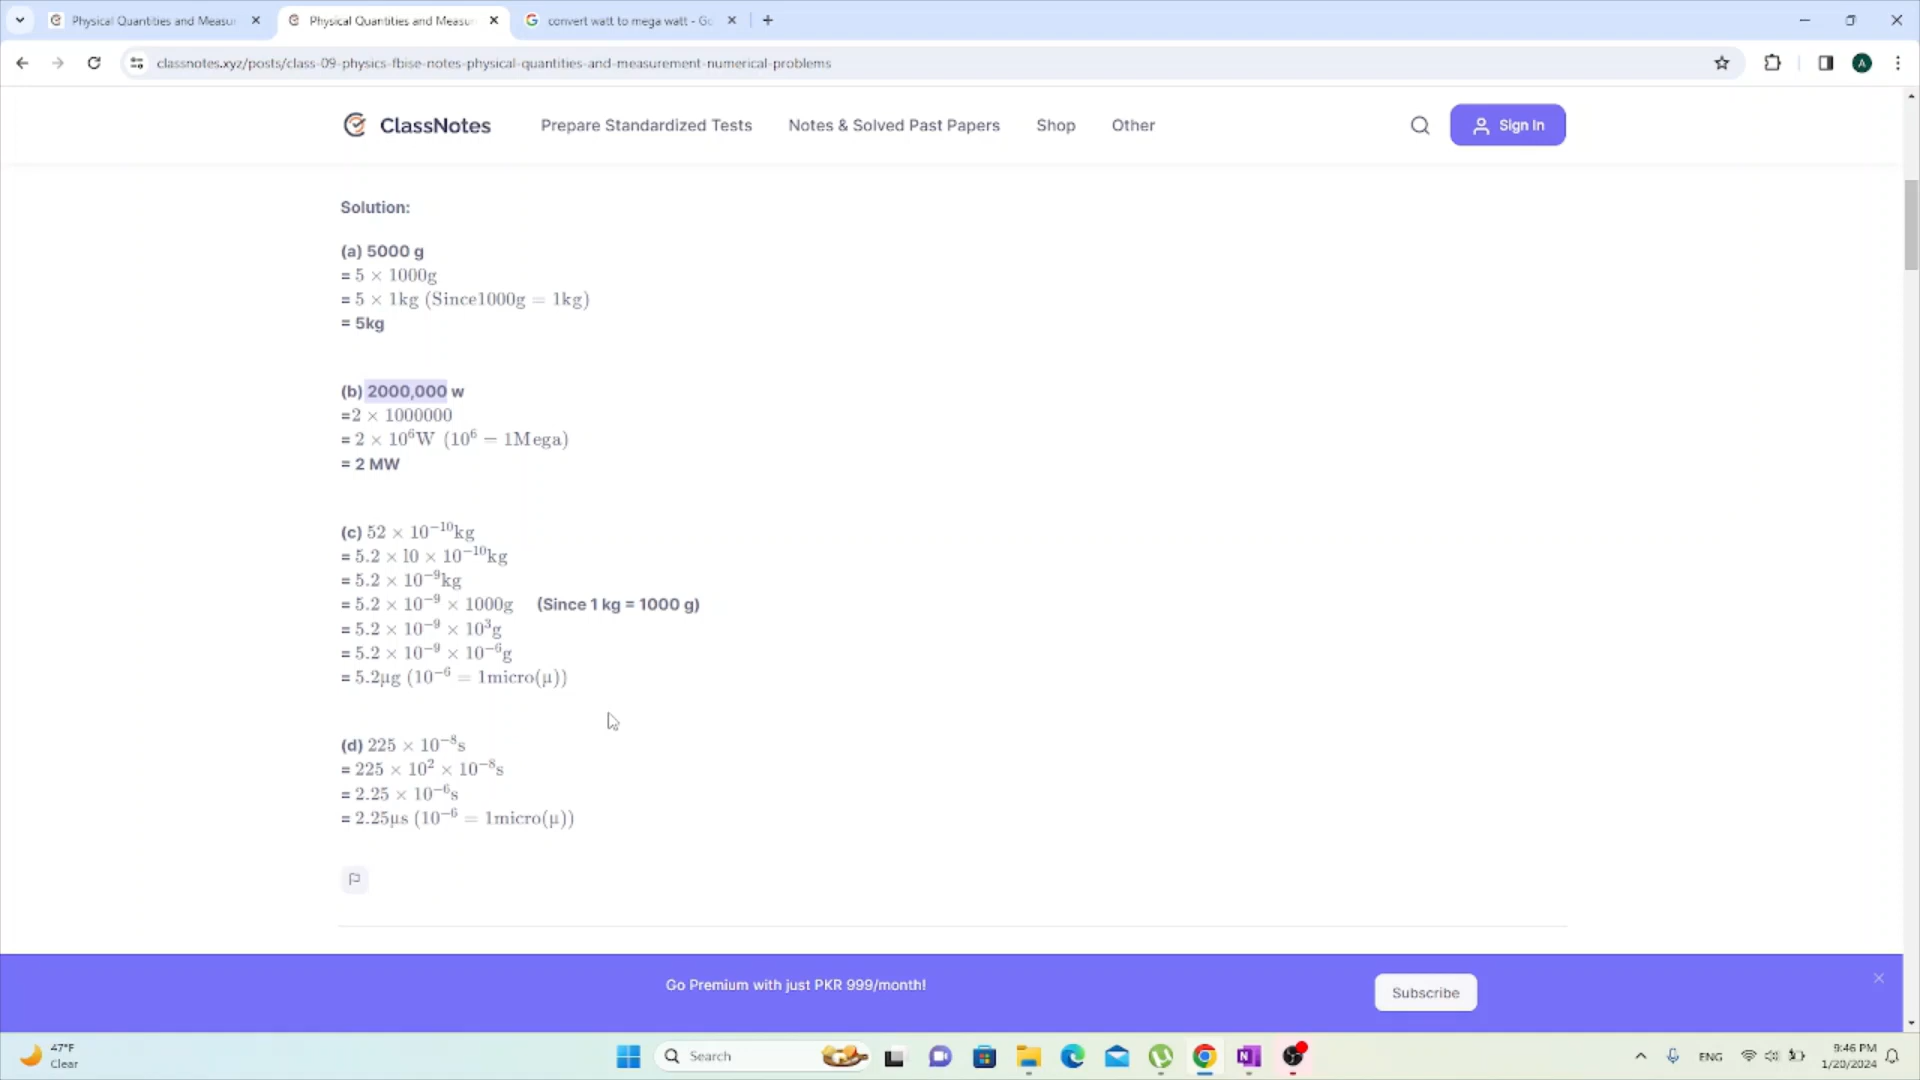 Physical Quantities and Measur
Physical Quantities and Measur
convert watt to mega watt - Go
classnotes.xyz/posts/class-09-physics-fbise-notes-physical-quantities-and-measurement-numerical-problems
A
ClassNotes
Prepare Standardized Tests
Notes & Solved Past Papers
Shop
Other
Sign In
Solution:
(a) 5000 g
= 5 × 1000g
= 5 × 1kg (Since1000g = 1kg)
= 5kg
(b) 2000,000 w
=2 × 1000000
= 2 × 10⁶W (10⁶ − 1Mega)
= 2 MW
(c) 52 × 10⁻¹⁰kg
= 5.2 × l0 × 10⁻¹⁰kg
= 5.2 × 10⁻⁹kg
= 5.2 × 10⁻⁹ × 1000g (Since 1 kg = 1000 g)
= 5.2 × 10⁻⁹ × 10³g
= 5.2 × 10⁻⁹ × 10⁻⁶g
= 5.2μg (10⁻⁶ = 1micro(μ))
(d) 225 × 10⁻⁸s
= 225 × 10² × 10⁻⁸s
= 2.25 × 10⁻⁶s
= 2.25μs (10⁻⁶ = 1micro(μ))
Go Premium with just PKR 999/month!
Subscribe
47°F
Clear
Search
ENG
9:46 PM
1/20/2024